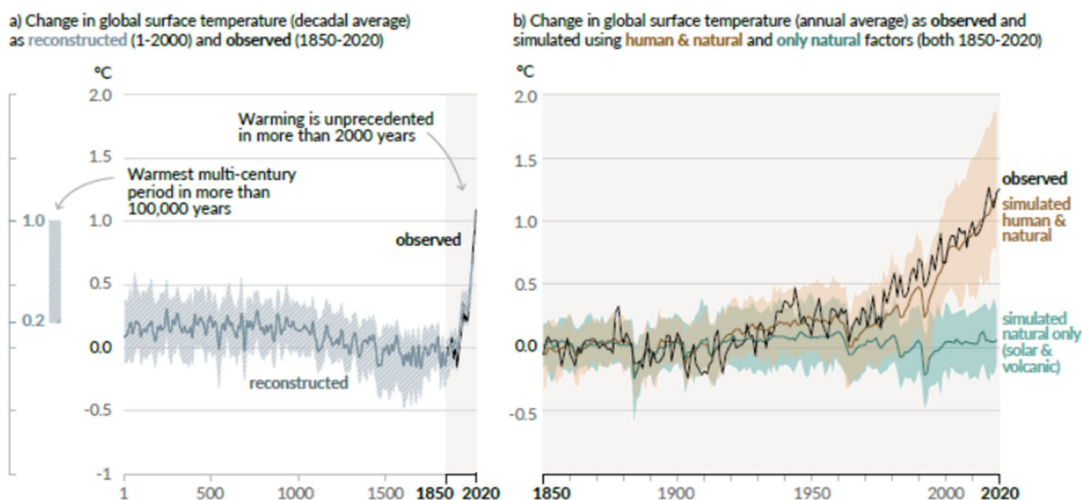 a) Change in global surface temperature (decadal average)
as reconstructed (1-2000) and observed (1850-2020)
°C
2.0
1.5
1.0
0.5
0.0
-0.5
-1
1.0
0.2
Warming is unprecedented
in more than 2000 years
Warmest multi-century
period in more than
100,000 years
observed
reconstructed
1
500
1000
1500
1850
2020
b) Change in global surface temperature (annual average) as observed and
simulated using human & natural and only natural factors (both 1850-2020)
°C
2.0
1.5
1.0
0.5
0.0
-0.5
observed
simulated
human &
natural
simulated
natural only
(solar &
volcanic)
1850
1900
1950
2000
2020